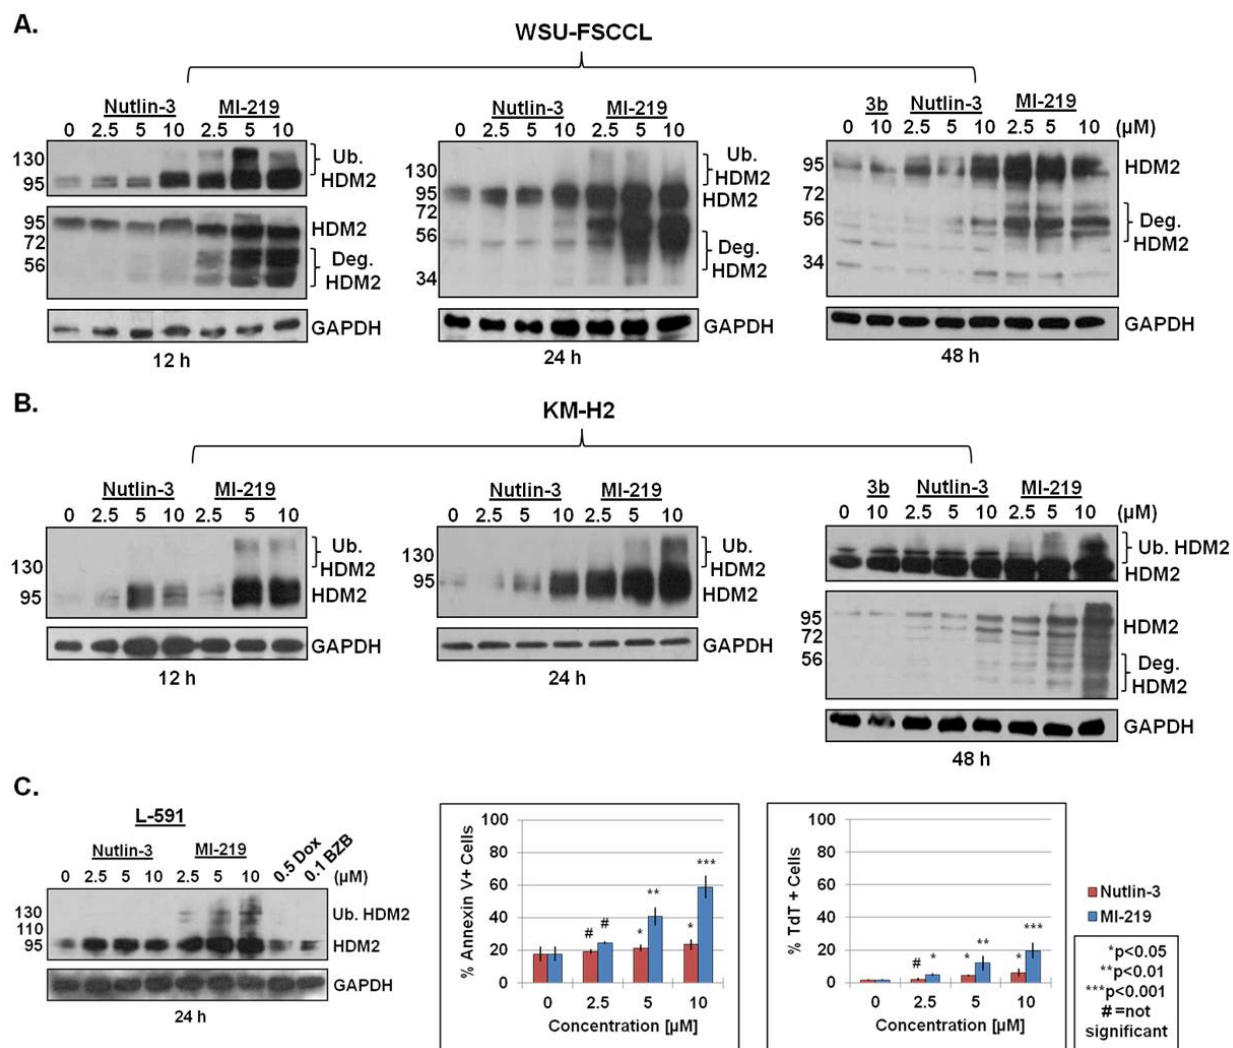 A.
WSU-FSCCL
Nutlin-3 MI-219
0 2.5 5 10 2.5 5 10
130
95
Ub.
HDM2
95
72
56
HDM2
Deg.
HDM2
GAPDH
12 h
Nutlin-3 MI-219
0 2.5 5 10 2.5 5 10
130
95
72
56
34
Ub.
HDM2
HDM2
Deg.
HDM2
GAPDH
24 h
3b Nutlin-3 MI-219
0 10 2.5 5 10 2.5 5 10 (µM)
95
72
56
34
HDM2
Deg.
HDM2
GAPDH
48 h
B.
KM-H2
Nutlin-3 MI-219
0 2.5 5 10 2.5 5 10
130
95
Ub.
HDM2
HDM2
GAPDH
12 h
Nutlin-3 MI-219
0 2.5 5 10 2.5 5 10
130
95
Ub.
HDM2
HDM2
GAPDH
24 h
3b Nutlin-3 MI-219
0 10 2.5 5 10 2.5 5 10 (µM)
Ub. HDM2
HDM2
95
72
56
HDM2
Deg.
HDM2
GAPDH
48 h
C.
L-591
Nutlin-3 MI-219
0 2.5 5 10 2.5 5 10 (µM) 0.5 Dox 0.1 BZB
130
110
95
Ub. HDM2
HDM2
GAPDH
24 h
% Annexin V+ Cells
100
80
60
40
20
0
# # * ** * ***
0 2.5 5 10
Concentration [µM]
% TdT + Cells
100
80
60
40
20
0
# * * ** * ***
0 2.5 5 10
Concentration [µM]
Nutlin-3
MI-219
*p<0.05
**p<0.01
***p<0.001
# =not
significant